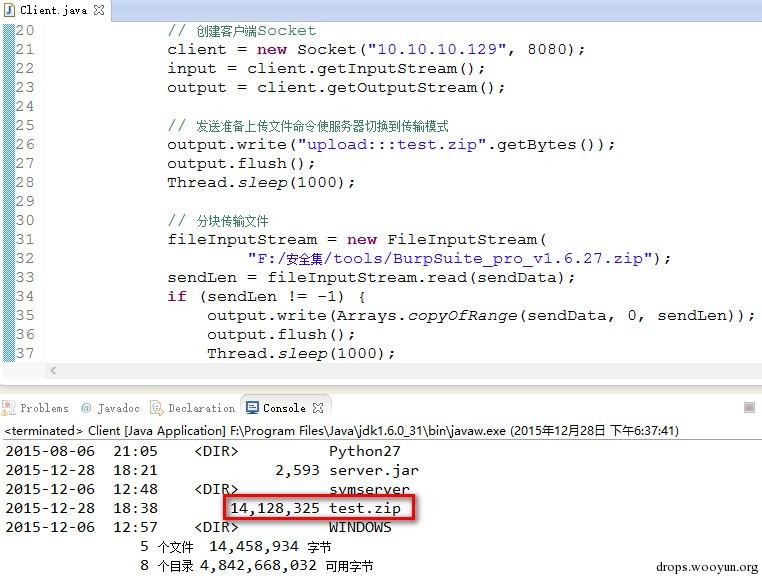 Client.java
20 // 创建客户端Socket
21 client = new Socket("10.10.10.129", 8080);
22 input = client.getInputStream();
23 output = client.getOutputStream();
24
25 // 发送准备上传文件命令使服务器切换到传输模式
26 output.write("upload:::test.zip".getBytes());
27 output.flush();
28 Thread.sleep(1000);
29
30 // 分块传输文件
31 fileInputStream = new FileInputStream(
32 "F:/安全集/tools/BurpSuite_pro_v1.6.27.zip");
33 sendLen = fileInputStream.read(sendData);
34 if (sendLen != -1) {
35 output.write(Arrays.copyOfRange(sendData, 0, sendLen));
36 output.flush();
37 Thread.sleep(1000);
Problems @ Javadoc Declaration Console
<terminated> Client [Java Application] F:\Program Files\Java\jdk1.6.0_31\bin\javaw.exe (2015年12月28日 下午6:37:41)
2015-08-06 21:05 <DIR> Python27
2015-12-28 18:21 2,593 server.jar
2015-12-06 12:48 <DIR> symserver
2015-12-28 18:38 14,128,325 test.zip
2015-12-06 12:57 <DIR> WINDOWS
5 个文件 14,458,934 字节
8 个目录 4,842,668,032 可用字节
drops.wooyun.org